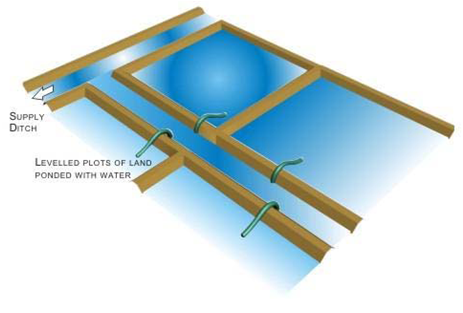 SUPPLY
DITCH
LEVELLED PLOTS OF LAND
PONDED WITH WATER